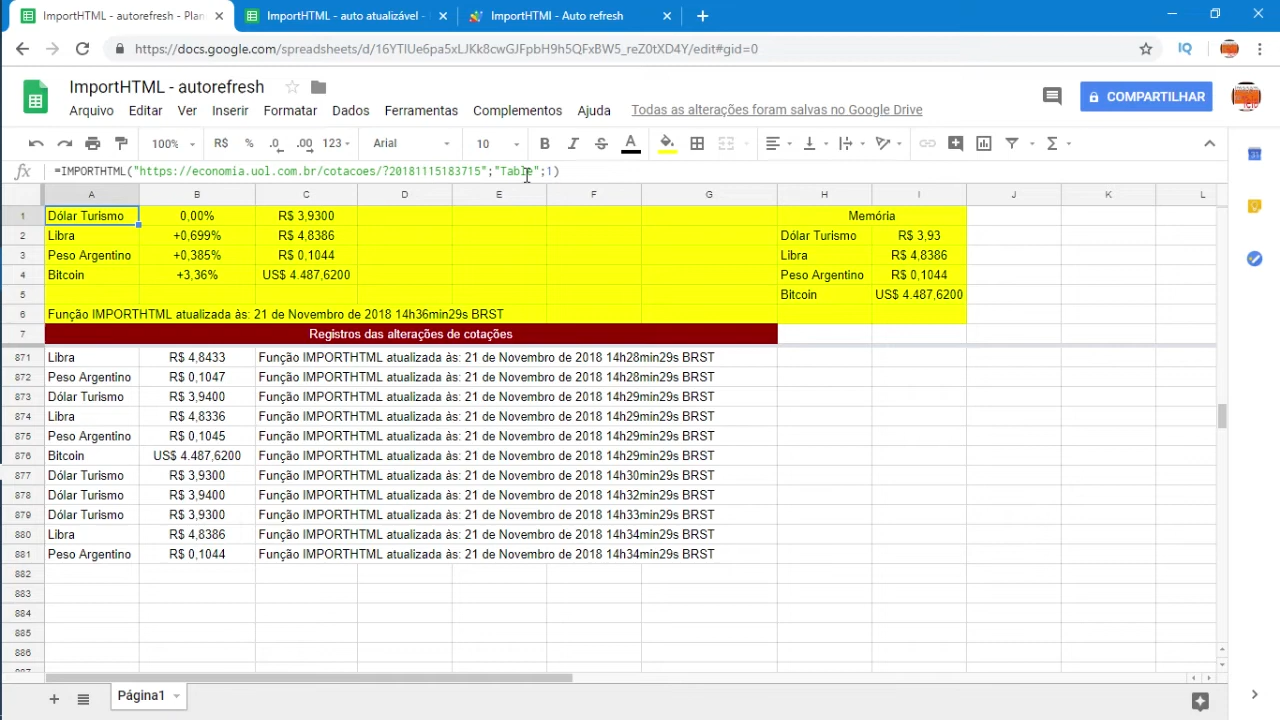 ImportHTML - autorefresh - Plan
ImportHTML - auto atualizável -
ImportHTMl - Auto refresh
https://docs.google.com/spreadsheets/d/16YTlUe6pa5xLJKk8cwGJFpbH9h5QFxBW5_reZ0tXD4Y/edit#gid=0
IQ
ImportHTML - autorefresh
Arquivo Editar Ver Inserir Formatar Dados Ferramentas Complementos Ajuda Todas as alterações foram salvas no Google Drive
COMPARTILHAR
100% R$ % .0 .00 123 Arial 10 B I S A Σ
fx =IMPORTHTML("https://economia.uol.com.br/cotacoes/?20181115183715";"Table";1)
A B C D E F G H I J K L
1 Dólar Turismo 0,00% R$ 3,9300 Memória
2 Libra +0,699% R$ 4,8386 Dólar Turismo R$ 3,93
3 Peso Argentino +0,385% R$ 0,1044 Libra R$ 4,8386
4 Bitcoin +3,36% US$ 4.487,6200 Peso Argentino R$ 0,1044
5 Bitcoin US$ 4.487,6200
6 Função IMPORTHTML atualizada às: 21 de Novembro de 2018 14h36min29s BRST
7 Registros das alterações de cotações
871 Libra R$ 4,8433 Função IMPORTHTML atualizada às: 21 de Novembro de 2018 14h28min29s BRST
872 Peso Argentino R$ 0,1047 Função IMPORTHTML atualizada às: 21 de Novembro de 2018 14h28min29s BRST
873 Dólar Turismo R$ 3,9400 Função IMPORTHTML atualizada às: 21 de Novembro de 2018 14h29min29s BRST
874 Libra R$ 4,8336 Função IMPORTHTML atualizada às: 21 de Novembro de 2018 14h29min29s BRST
875 Peso Argentino R$ 0,1045 Função IMPORTHTML atualizada às: 21 de Novembro de 2018 14h29min29s BRST
876 Bitcoin US$ 4.487,6200 Função IMPORTHTML atualizada às: 21 de Novembro de 2018 14h29min29s BRST
877 Dólar Turismo R$ 3,9300 Função IMPORTHTML atualizada às: 21 de Novembro de 2018 14h30min29s BRST
878 Dólar Turismo R$ 3,9400 Função IMPORTHTML atualizada às: 21 de Novembro de 2018 14h32min29s BRST
879 Dólar Turismo R$ 3,9300 Função IMPORTHTML atualizada às: 21 de Novembro de 2018 14h33min29s BRST
880 Libra R$ 4,8386 Função IMPORTHTML atualizada às: 21 de Novembro de 2018 14h34min29s BRST
881 Peso Argentino R$ 0,1044 Função IMPORTHTML atualizada às: 21 de Novembro de 2018 14h34min29s BRST
882
883
884
885
886
Página1